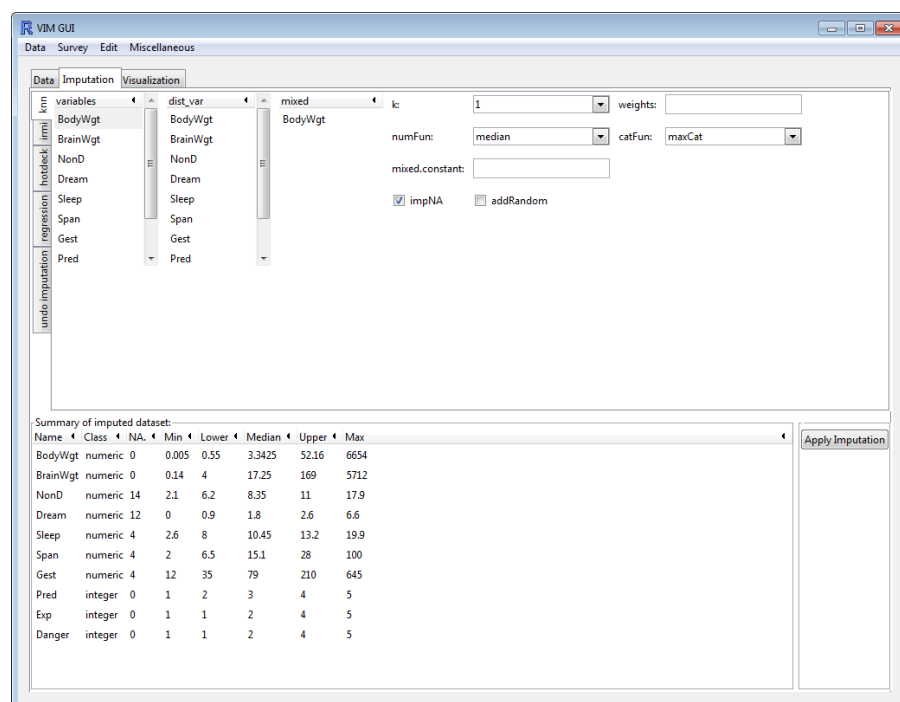 VIM GUI
Data Survey Edit Miscellaneous
Data Imputation Visualization
knn
irmi
hotdeck
regression
undo imputation
variables
BodyWgt
BrainWgt
NonD
Dream
Sleep
Span
Gest
Pred
dist_var
BodyWgt
BrainWgt
NonD
Dream
Sleep
Span
Gest
Pred
mixed
BodyWgt
k: 1 weights:
numFun: median catFun: maxCat
mixed.constant:
impNA addRandom
Summary of imputed dataset:
Name Class NA. Min Lower Median Upper Max
BodyWgt numeric 0 0.005 0.55 3.3425 52.16 6654
BrainWgt numeric 0 0.14 4 17.25 169 5712
NonD numeric 14 2.1 6.2 8.35 11 17.9
Dream numeric 12 0 0.9 1.8 2.6 6.6
Sleep numeric 4 2.6 8 10.45 13.2 19.9
Span numeric 4 2 6.5 15.1 28 100
Gest numeric 4 12 35 79 210 645
Pred integer 0 1 2 3 4 5
Exp integer 0 1 1 2 4 5
Danger integer 0 1 1 2 4 5
Apply Imputation